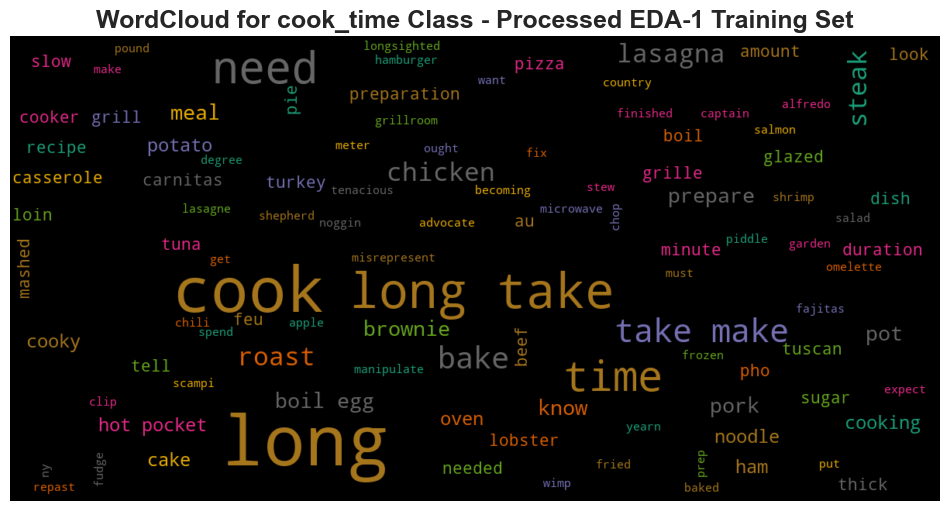 WordCloud for cook_time Class - Processed EDA-1 Training Set
pound
longsighted
slow
make
need
hamburger
pizza
lasagna
amount
look
want
country
steak
pie
preparation
cooker
grill
meal
grillroom
finished
captain
alfredo
salmon
boil
recipe
potato
degree
meter
ought
fix
glazed
casserole
carnitas
turkey
chicken
tenacious
becoming
stew
grille
prepare
shrimp
dish
loin
lasagne
shepherd
noggin
advocate
au
microwave
chop
salad
mashed
tuna
get
misrepresent
minute
piddle
garden
duration
must
omelette
cook long take
fajitas
chili
feu
apple
spend
brownie
take make
pot
cooky
tell
roast
manipulate
bake
beef
frozen
tuscan
time
pho
scampi
clip
boil egg
know
pork
sugar
expect
hot pocket
long
oven
lobster
yearn
noodle
cooking
ny
fudge
cake
needed
fried
prep
ham
put
repast
wimp
baked
thick